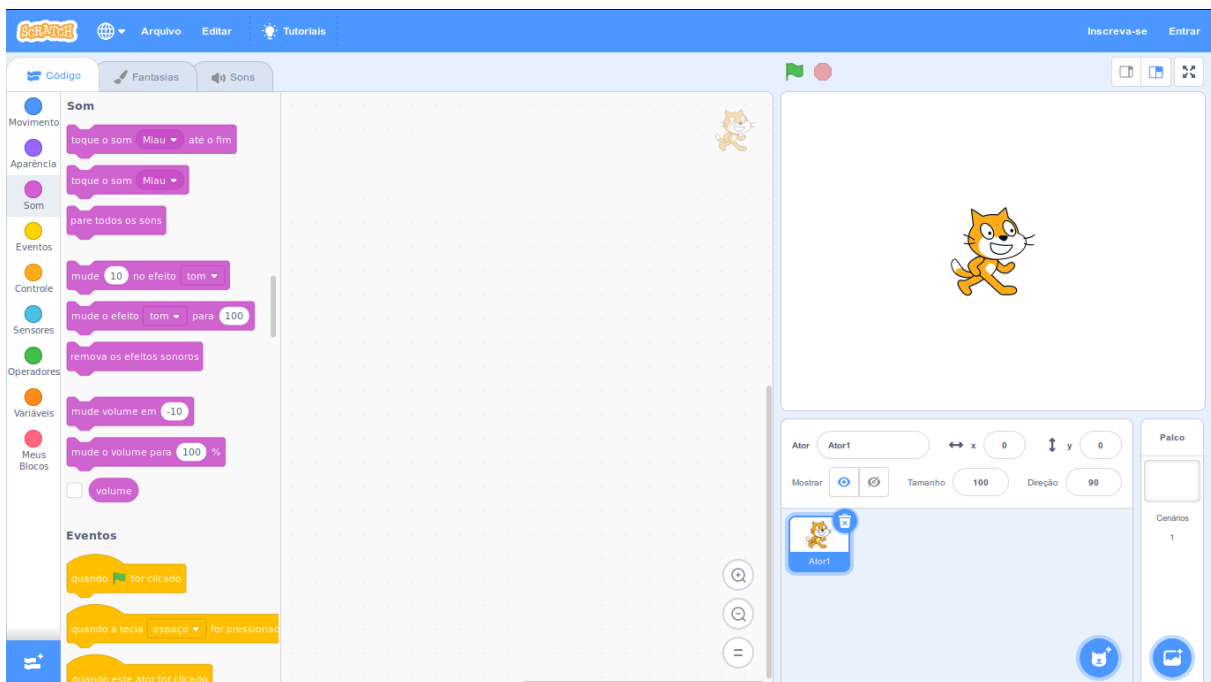 SCRATCH Arquivo Editar Tutoriais Inscreva-se Entrar
Código Fantasias Sons
Movimento
Aparência
Som
Eventos
Controle
Sensores
Operadores
Variáveis
Meus
Blocos
Som
toque o som Miau até o fim
toque o som Miau
pare todos os sons
mude 10 no efeito tom
mude o efeito tom para 100
remova os efeitos sonoros
mude volume em -10
mude o volume para 100 %
volume
Eventos
quando for clicado
quando a tecla espaço for pressionad
quando este ator for clicado
Ator Ator1 x 0 y 0
Mostrar Tamanho 100 Direção 90
Ator1
Palco
Cenários
1